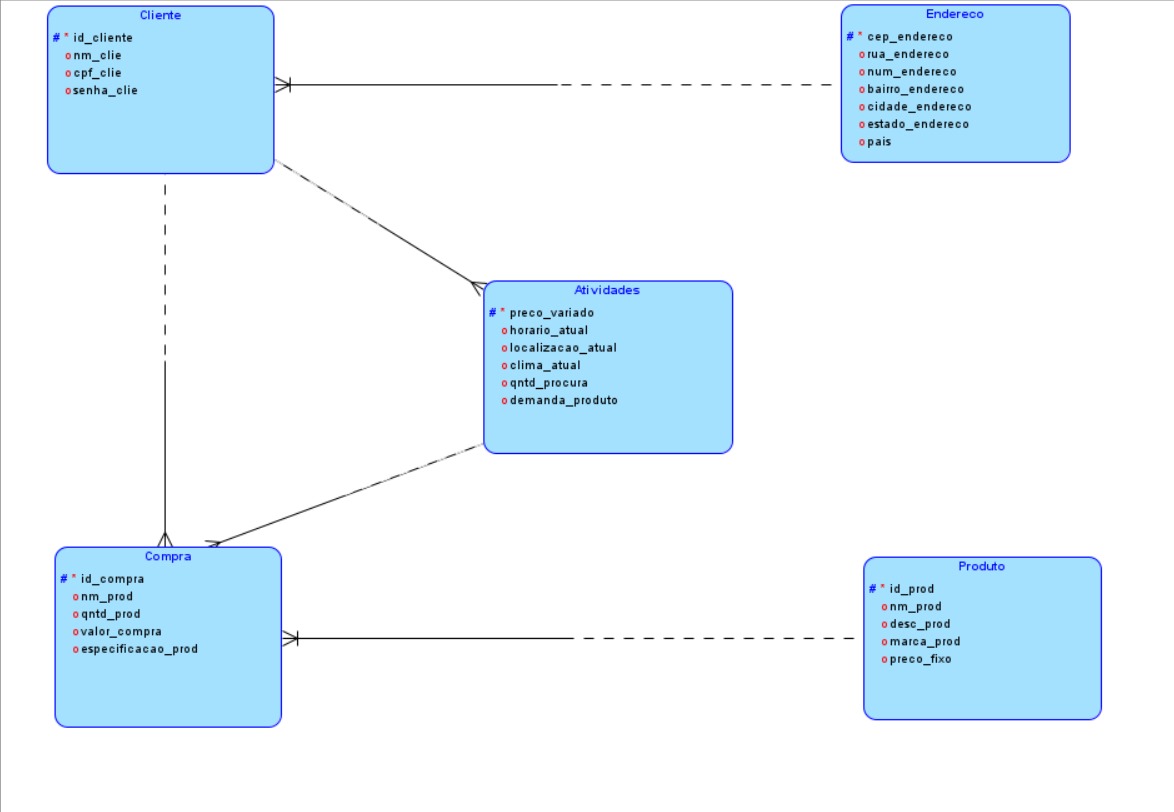 Cliente
# * id_cliente
o nm_clie
o cpf_clie
o senha_clie
Endereco
# * cep_endereco
o rua_endereco
o num_endereco
o bairro_endereco
o cidade_endereco
o estado_endereco
o pais
Atividades
# * preco_variado
o horario_atual
o localizacao_atual
o clima_atual
o qntd_procura
o demanda_produto
Compra
# * id_compra
o nm_prod
o qntd_prod
o valor_compra
o especificacao_prod
Produto
# * id_prod
o nm_prod
o desc_prod
o marca_prod
o preco_fixo